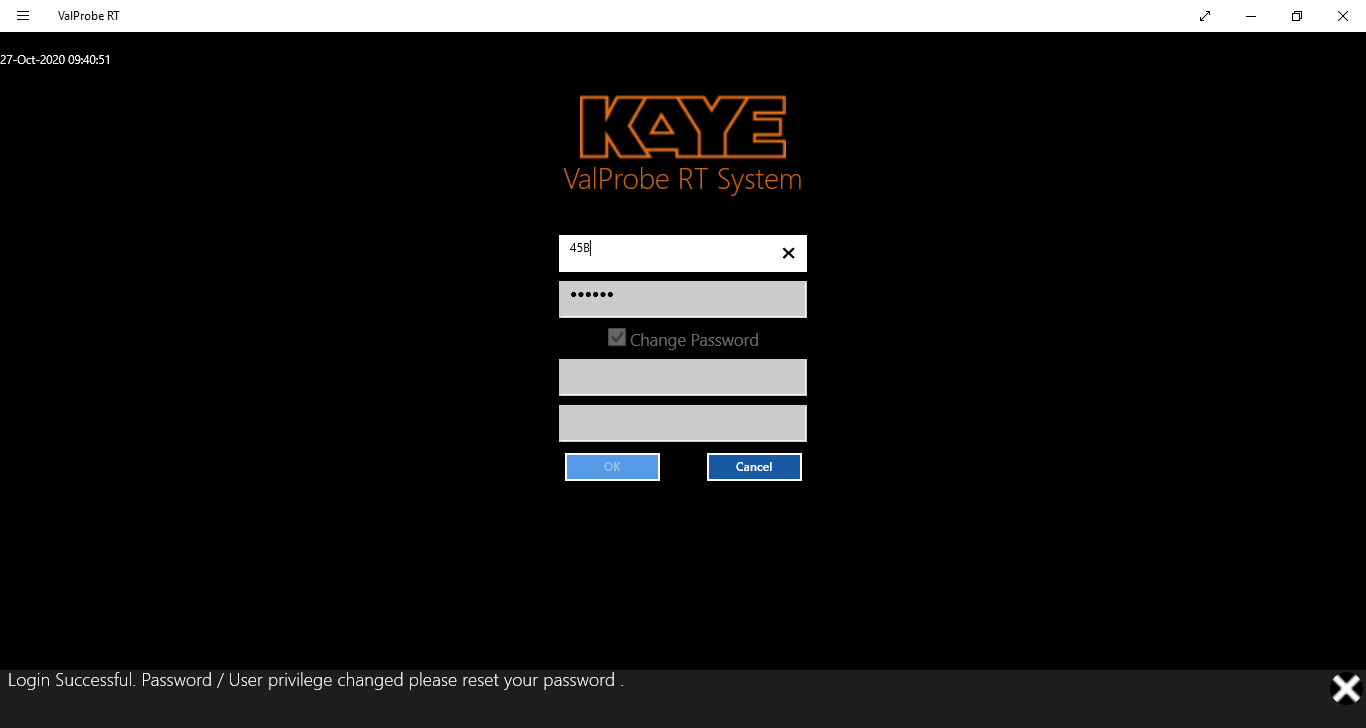 ValProbe RT
27-Oct-2020 09:40:51
KAYE
ValProbe RT System
45B
••••••
Change Password
OK
Cancel
Login Successful. Password / User privilege changed please reset your password .